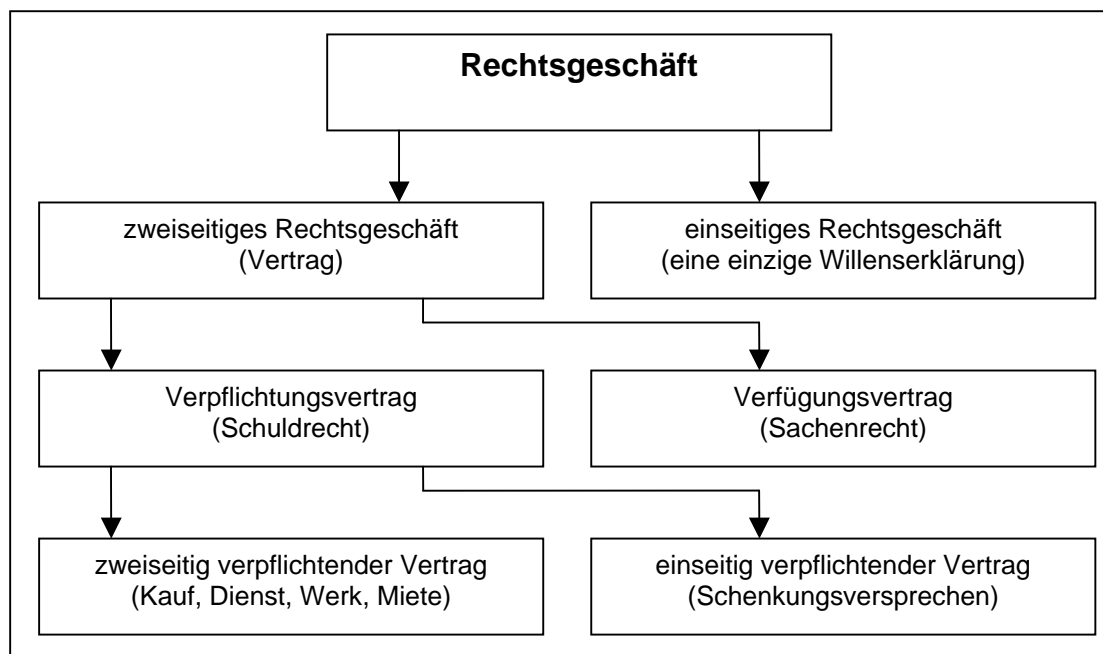 Rechtsgeschäft
zweiseitiges Rechtsgeschäft
(Vertrag)
einseitiges Rechtsgeschäft
(eine einzige Willenserklärung)
Verpflichtungsvertrag
(Schuldrecht)
Verfügungsvertrag
(Sachenrecht)
zweiseitig verpflichtender Vertrag
(Kauf, Dienst, Werk, Miete)
einseitig verpflichtender Vertrag
(Schenkungsversprechen)